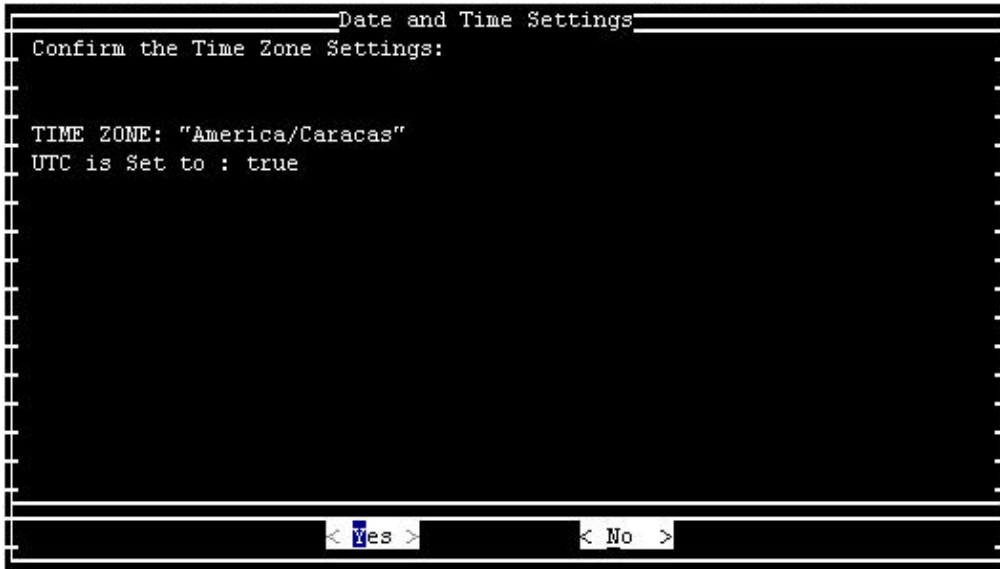 Date and Time Settings
Confirm the Time Zone Settings:
TIME ZONE: "America/Caracas"
UTC is Set to : true
< Yes > < No >